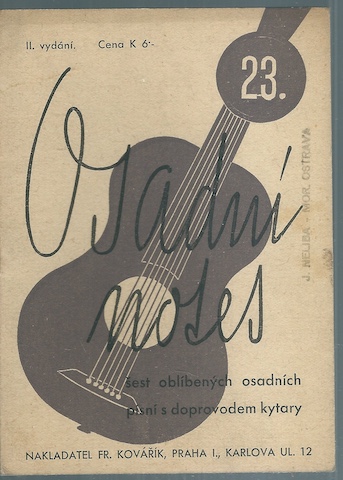 II. vydání.
Cena K 6·-
23.
Osadní
notes
J. NELIBA MOR. OSTRAVA
šest oblíbených osadních
písní s doprovodem kytary
NAKLADATEL FR. KOVÁŘÍK, PRAHA I., KARLOVA UL. 12